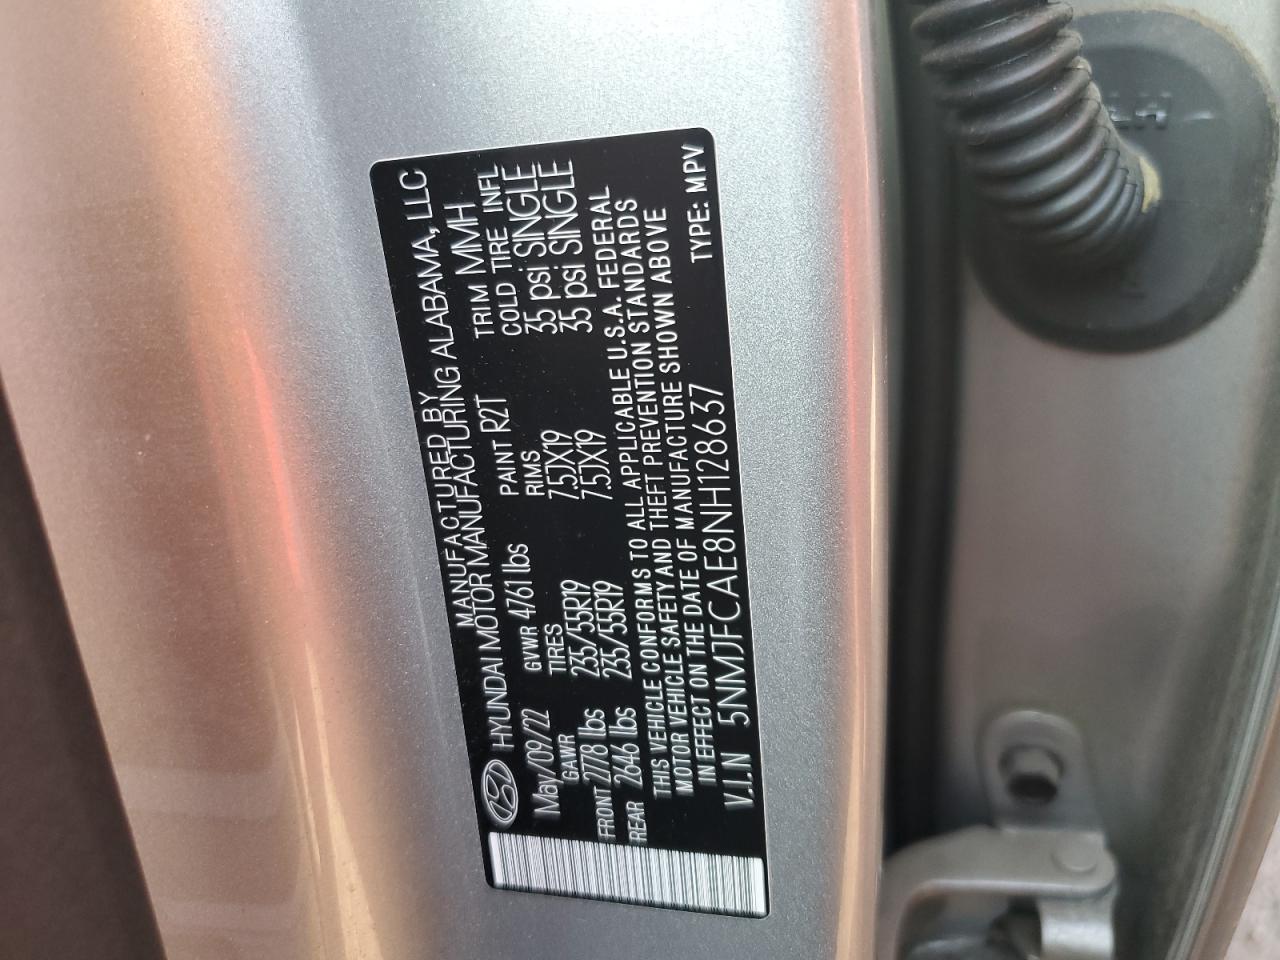 MANUFACTURED BY
HYUNDAI MOTOR MANUFACTURING ALABAMA, LLC
May/09/22 GVWR 4761 lbs PAINT R2T TRIM MMH
GAWR TIRES RIMS COLD TIRE INFL
FRONT 2778 lbs 235/55R19 7.5JX19 35 psi SINGLE
REAR 2646 lbs 235/55R19 7.5JX19 35 psi SINGLE
THIS VEHICLE CONFORMS TO ALL APPLICABLE U.S.A. FEDERAL
MOTOR VEHICLE SAFETY AND THEFT PREVENTION STANDARDS
IN EFFECT ON THE DATE OF MANUFACTURE SHOWN ABOVE
V.I.N 5NMJFCAE8NH128637 TYPE: MPV